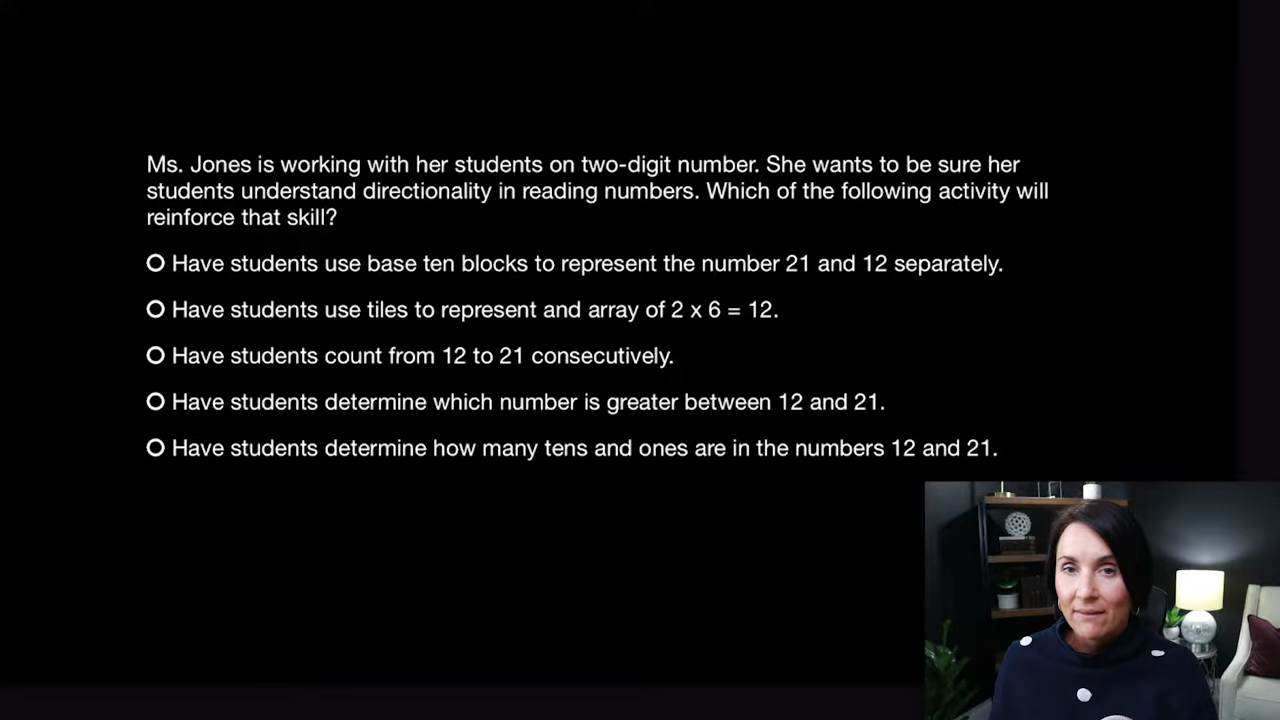 Ms. Jones is working with her students on two-digit number. She wants to be sure her
students understand directionality in reading numbers. Which of the following activity will
reinforce that skill?
Have students use base ten blocks to represent the number 21 and 12 separately.
Have students use tiles to represent and array of 2 x 6 = 12.
Have students count from 12 to 21 consecutively.
Have students determine which number is greater between 12 and 21.
Have students determine how many tens and ones are in the numbers 12 and 21.